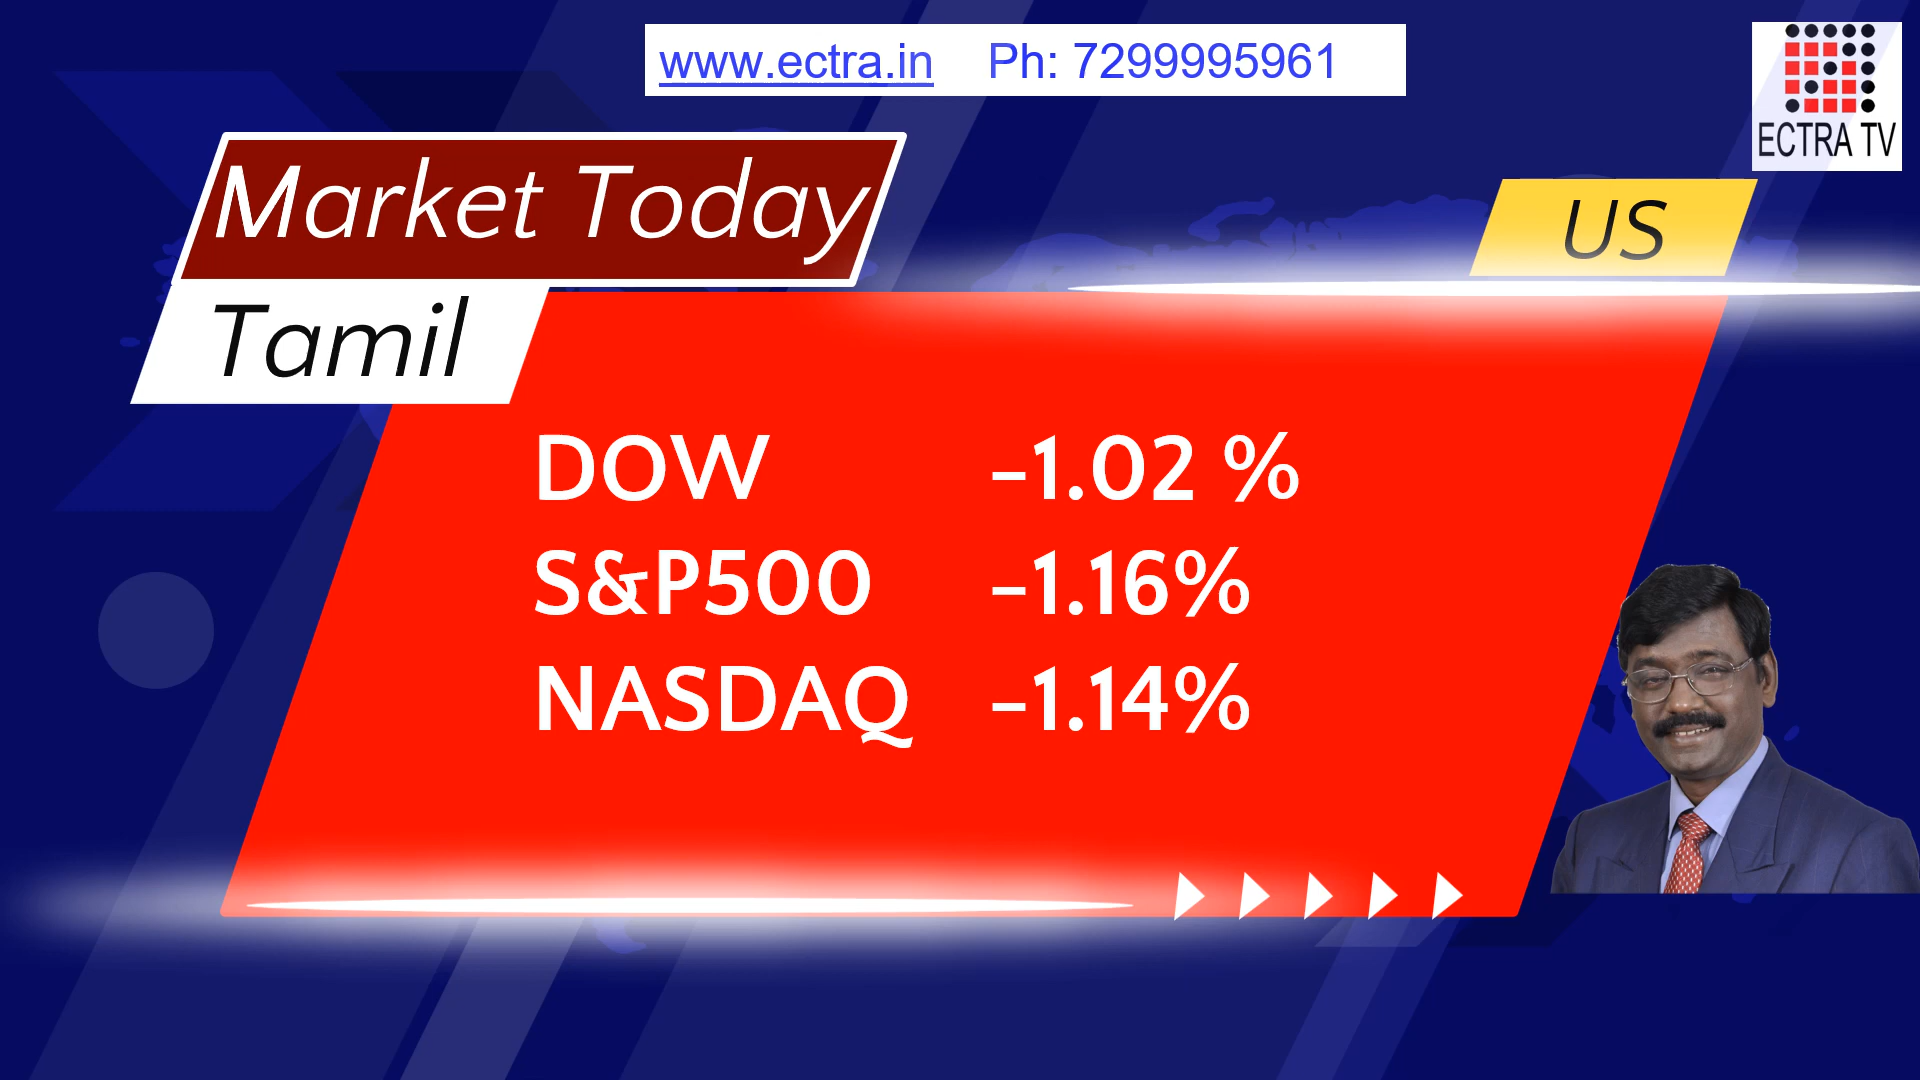 www.ectra.in Ph: 7299995961
ECTRA TV
Market Today
US
Tamil
DOW -1.02 %
S&P500 -1.16%
NASDAQ -1.14%